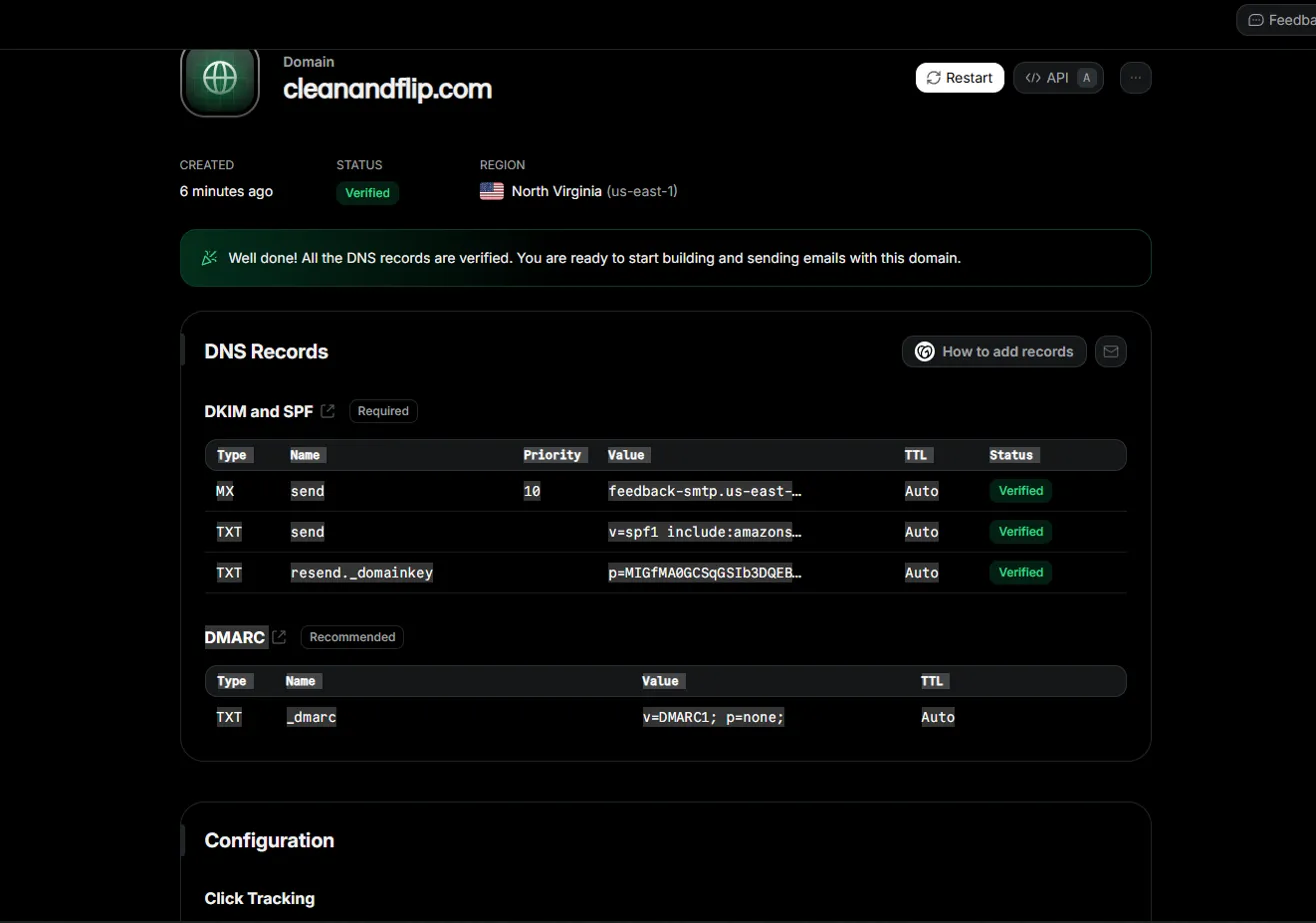 Feedba
Domain
cleanandflip.com
Restart
</> API A
...
CREATED STATUS REGION
6 minutes ago Verified North Virginia (us-east-1)
Well done! All the DNS records are verified. You are ready to start building and sending emails with this domain.
DNS Records How to add records
DKIM and SPF Required
Type Name Priority Value TTL Status
MX send 10 feedback-smtp.us-east-… Auto Verified
TXT send v=spf1 include:amazons… Auto Verified
TXT resend._domainkey p=MIGfMA0GCSqGSIb3DQEB… Auto Verified
DMARC Recommended
Type Name Value TTL
TXT _dmarc v=DMARC1; p=none; Auto
Configuration
Click Tracking